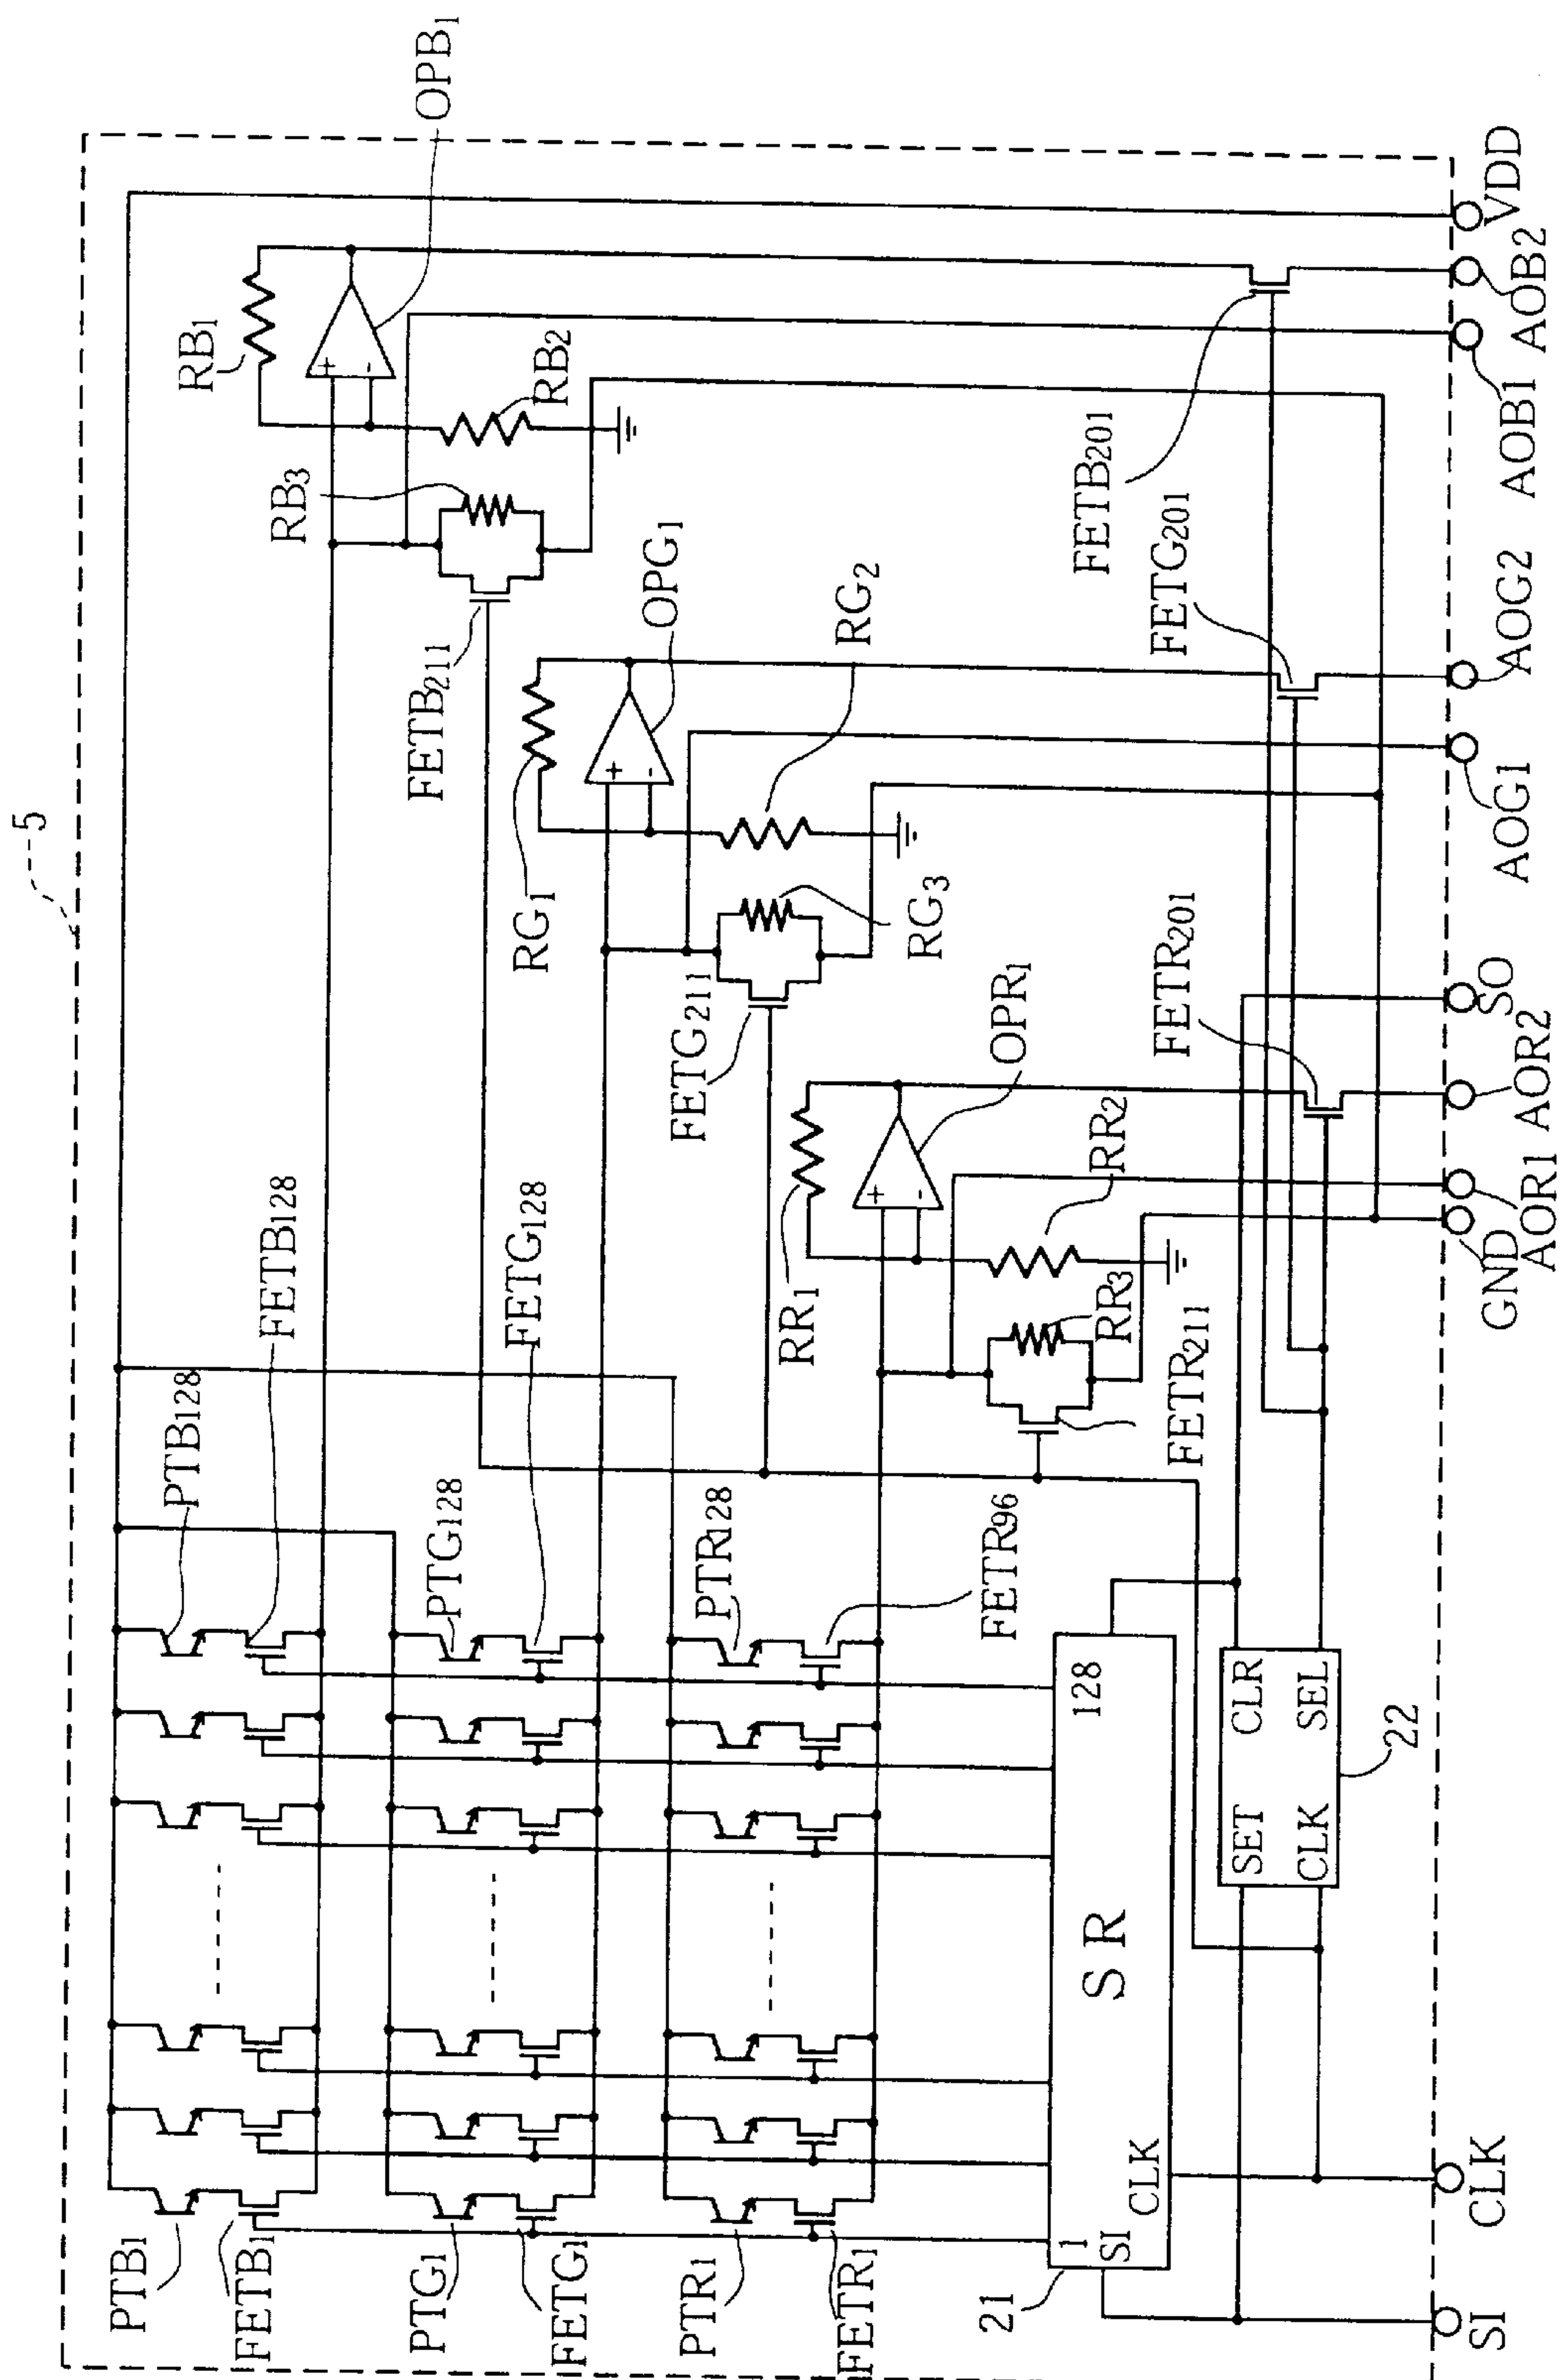 5
OPB1
RB1
+
-
RB2
RB3
FETB211
OPG1
RG1
+
-
RG2
RG3
FETG211
OPR1
RR1
+
-
RR2
RR3
FETR211
FETB201
FETG201
FETR201
PTB128
FETB128
PTG128
FETG128
PTR128
FETR96
PTB1
FETB1
PTG1
FETG1
PTR1
FETR1
21
1
SI
CLK
SR
128
SET
CLR
CLK
SEL
22
SI
CLK
GND
AOR1
AOR2
SO
AOG1
AOG2
AOB1
AOB2
VDD